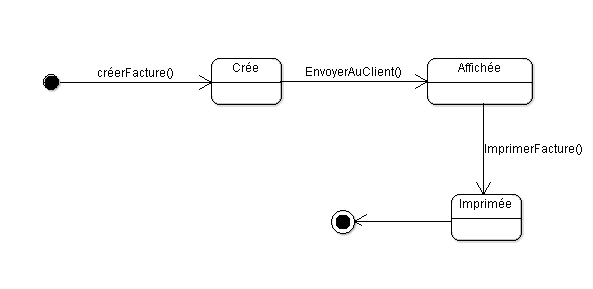 créerFacture()
Crée
EnvoyerAuClient()
Affichée
ImprimerFacture()
Imprimée